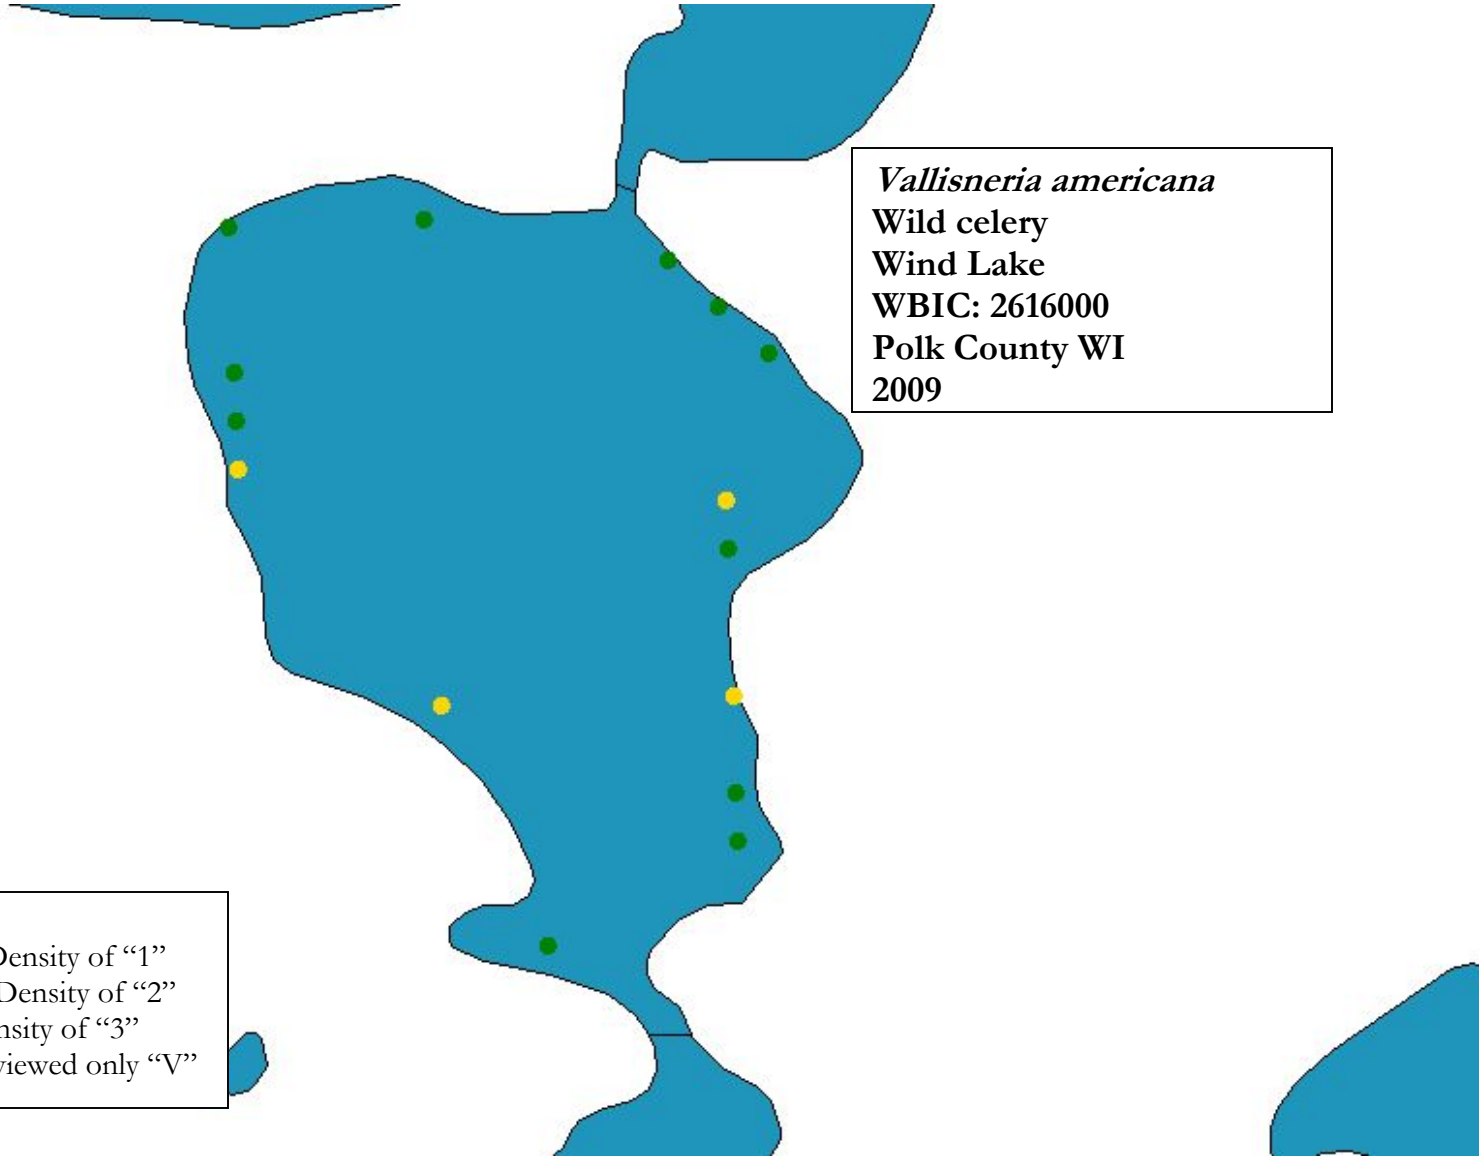 Vallisneria americana
Wild celery
Wind Lake
WBIC: 2616000
Polk County WI
2009
Density of “1”
Density of “2”
of “3”
viewed only “V”